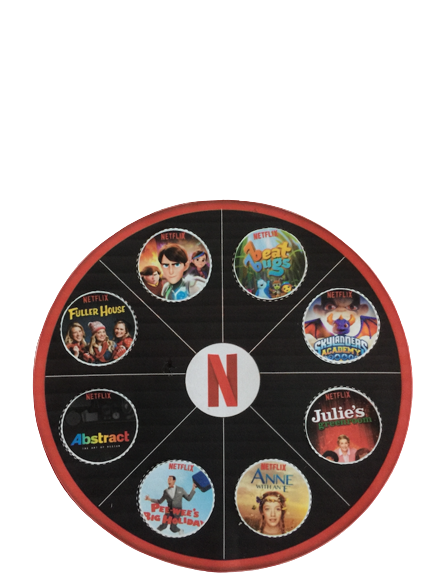 NETFLIX
NETFLIX
beat
bugs
NETFLIX
FULLER HOUSE
NETFLIX
SKYLANDERS
ACADEMY
N
NETFLIX
Abstract
THE ART OF DESIGN
NETFLIX
Julie's
greenroom
NETFLIX
PEE-WEE'S
BIG HOLIDAY
NETFLIX
ANNE
WITH AN E